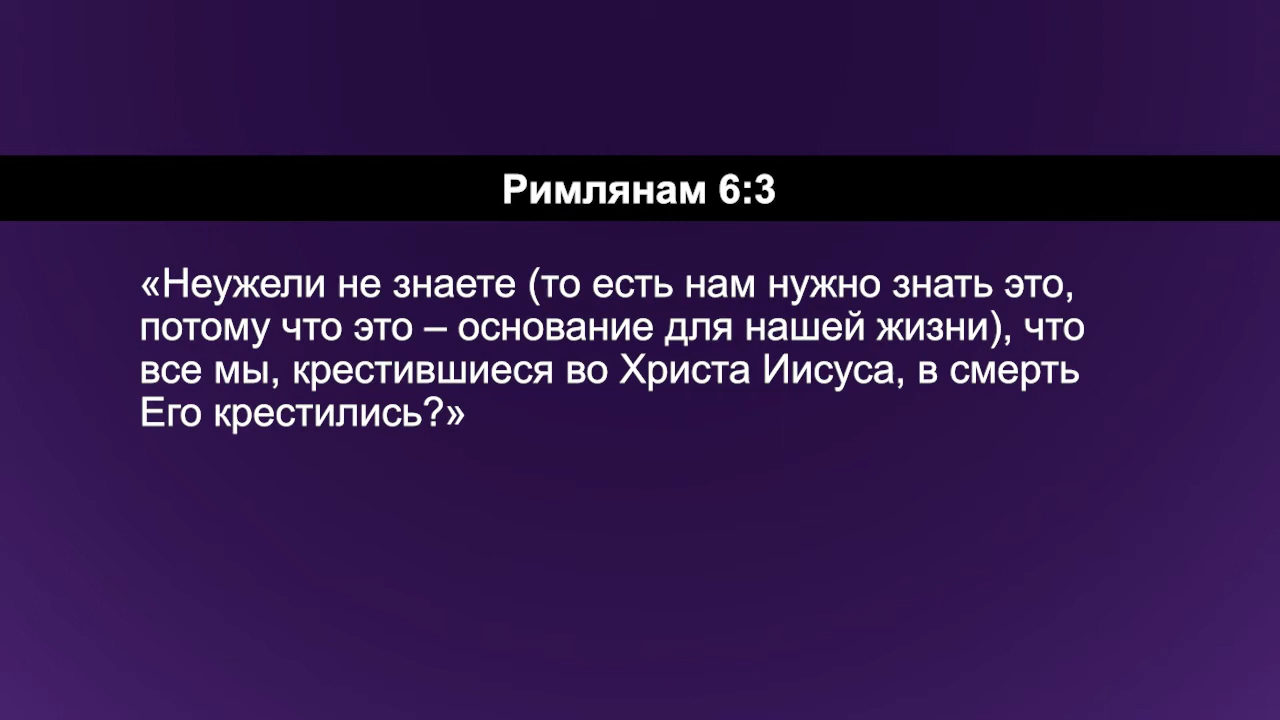 Римлянам 6:3
«Неужели не знаете (то есть нам нужно знать это,
потому что это – основание для нашей жизни), что
все мы, крестившиеся во Христа Иисуса, в смерть
Его крестились?»